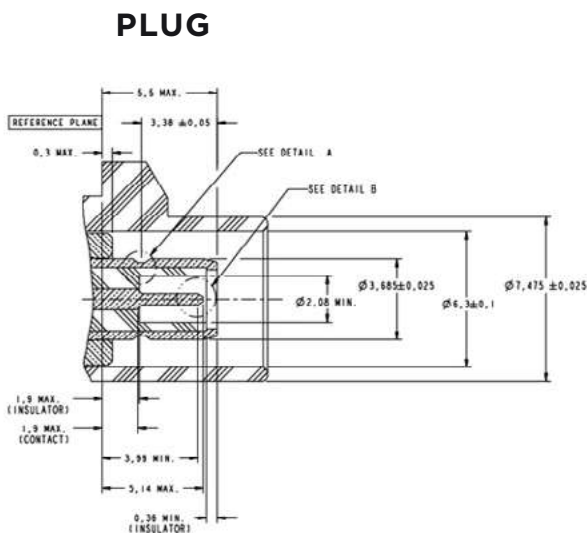 PLUG
5,5 MAX.
REFERENCE PLANE
3,38 ±0,05
0,3 MAX.
SEE DETAIL A
SEE DETAIL B
Ø2.08 MIN.
Ø3,685±0,025
Ø6,3±0,1
Ø7,475 ±0,025
1,9 MAX.
(INSULATOR)
1,9 MAX.
(CONTACT)
3,99 MIN.
5,14 MAX.
0,36 MIN.
(INSULATOR)